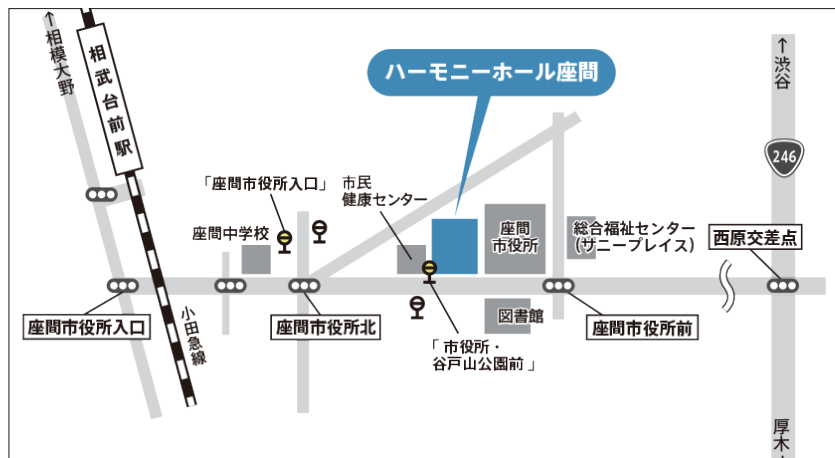 ↑相模大野
相武台前駅
ハーモニーホール座間
↑渋谷
246
「座間市役所入口」
市民
健康センター
座間中学校
座間
市役所
総合福祉センター
(サニープレイス)
西原交差点
座間市役所入口
小田急線
座間市役所北
図書館
座間市役所前
「 市役所・
谷戸山公園前 」
厚木